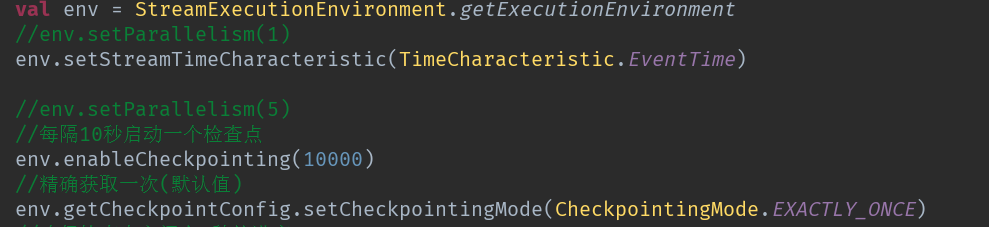 val env = StreamExecutionEnvironment.getExecutionEnvironment
//env.setParallelism(1)
env.setStreamTimeCharacteristic(TimeCharacteristic.EventTime)
//env.setParallelism(5)
//每隔10秒启动一个检查点
env.enableCheckpointing(10000)
//精确获取一次(默认值)
env.getCheckpointConfig.setCheckpointingMode(CheckpointingMode.EXACTLY_ONCE)